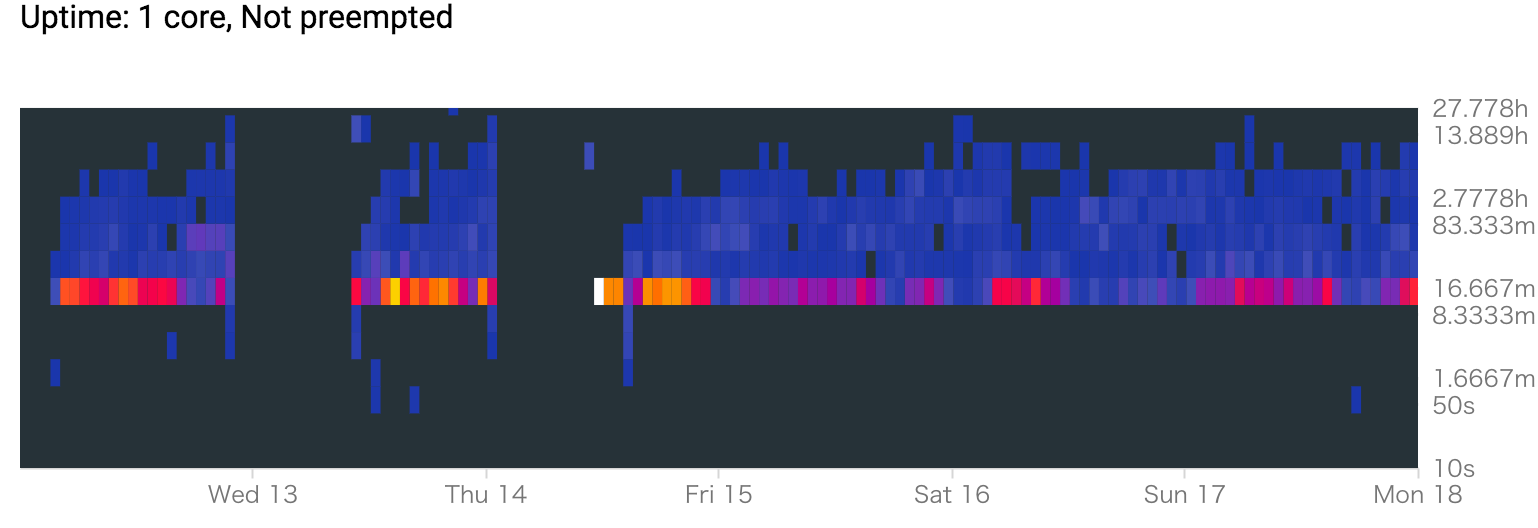 Uptime: 1 core, Not preempted
27.778h
13.889h
2.7778h
83.333m
16.667m
8.3333m
1.6667m
50s
10s
Wed 13
Thu 14
Fri 15
Sat 16
Sun 17
Mon 18